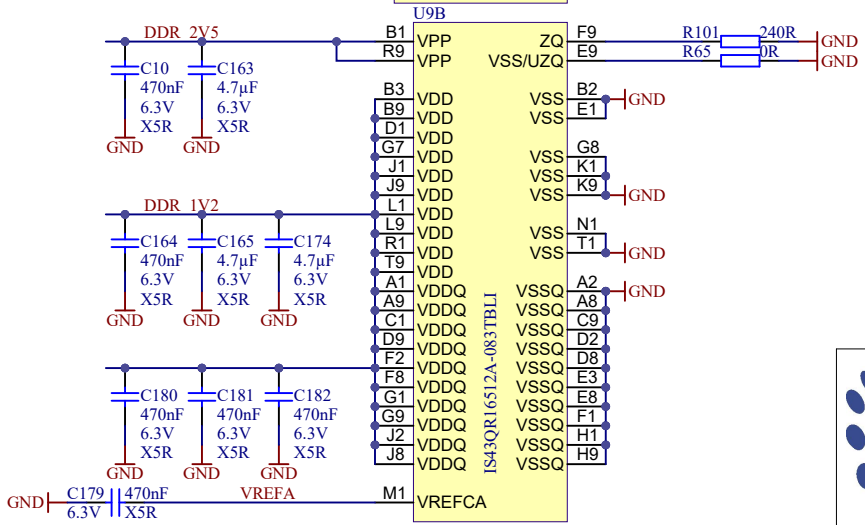 U9B
DDR_2V5
B1 VPP
R9 VPP
ZQ F9
VSS/UZQ E9
R101 240R GND
R65 0R GND
C10
470nF
6.3V
X5R
GND
C163
4.7µF
6.3V
X5R
GND
B3 VDD
B9 VDD
D1 VDD
G7 VDD
J1 VDD
J9 VDD
L1 VDD
L9 VDD
R1 VDD
T9 VDD
A1 VDDQ
A9 VDDQ
C1 VDDQ
D9 VDDQ
F2 VDDQ
F8 VDDQ
G1 VDDQ
G9 VDDQ
J2 VDDQ
J8 VDDQ
VSS B2 GND
VSS E1
VSS G8
VSS K1
VSS K9 GND
VSS N1
VSS T1 GND
VSSQ A2 GND
VSSQ A8
VSSQ C9
VSSQ D2
VSSQ D8
VSSQ E3
VSSQ E8
VSSQ F1
VSSQ H1
VSSQ H9
IS43QR16512A-083TBLI
DDR_1V2
C164
470nF
6.3V
X5R
GND
C165
4.7µF
6.3V
X5R
GND
C174
4.7µF
6.3V
X5R
GND
C180
470nF
6.3V
X5R
GND
C181
470nF
6.3V
X5R
GND
C182
470nF
6.3V
X5R
GND
GND C179 470nF VREFA M1 VREFCA
6.3V X5R